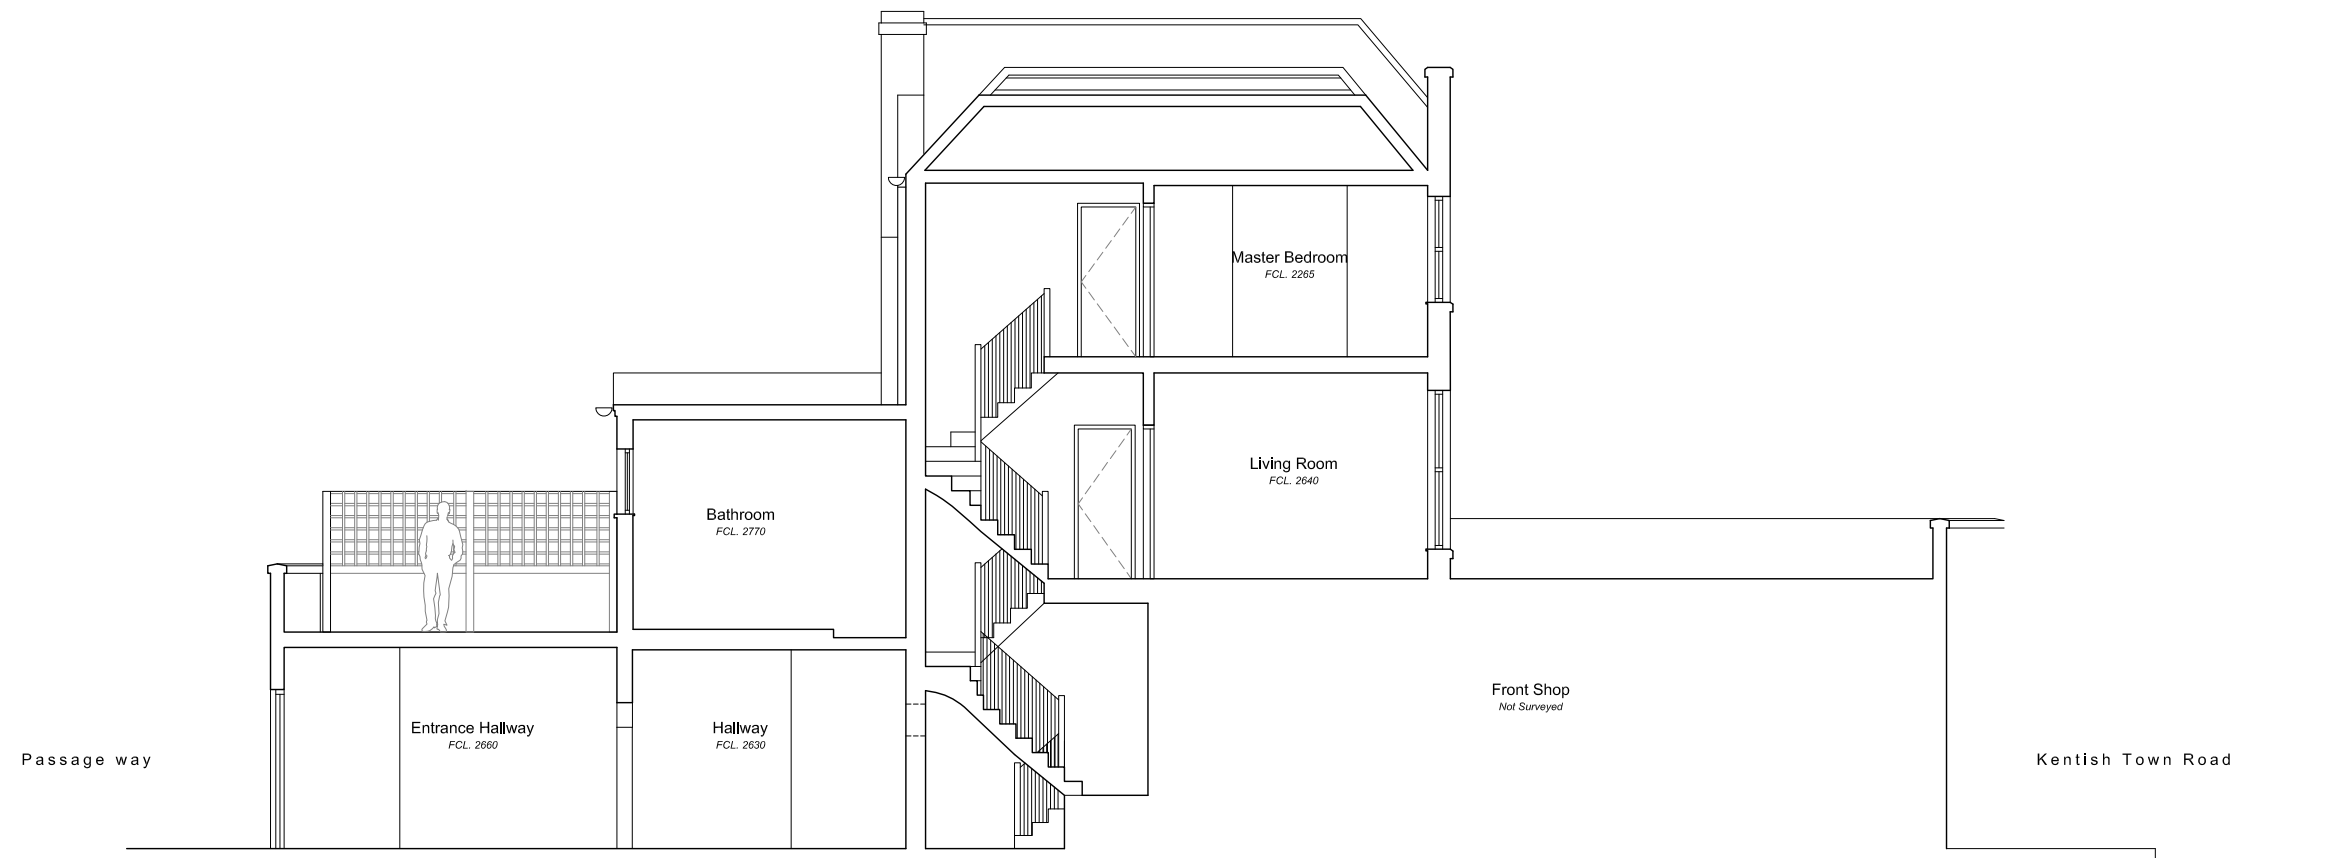 Master Bedroom
FCL. 2265
Living Room
FCL. 2640
Bathroom
FCL. 2770
Front Shop
Not Surveyed
Entrance Hallway
FCL. 2660
Hallway
FCL. 2630
Passage way
Kentish Town Road